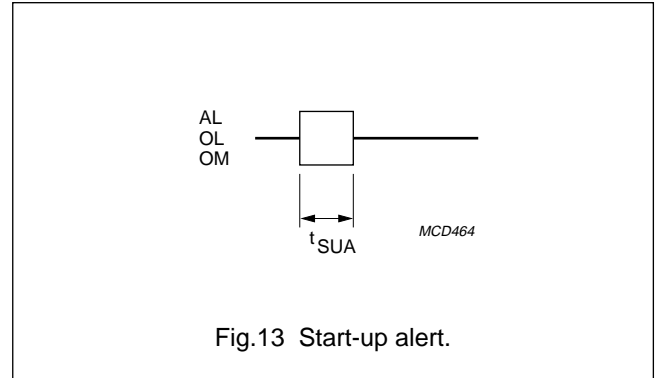 AL
OL
OM
tSUA
MCD464
Fig.13 Start-up alert.